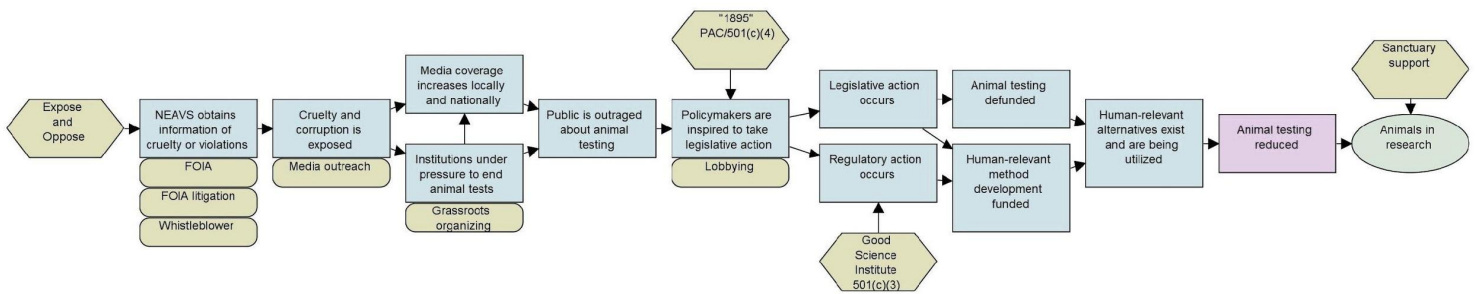 Expose
and
Oppose
NEAVS obtains
information of
cruelty or violations
FOIA
FOIA litigation
Whistleblower
Cruelty and
corruption is
exposed
Media outreach
Media coverage
increases locally
and nationally
Institutions under
pressure to end
animal tests
Grassroots
organizing
Public is outraged
about animal
testing
"1895"
PAC/501(c)(4)
Policymakers are
inspired to take
legislative action
Lobbying
Legislative action
occurs
Regulatory action
occurs
Good
Science
Institute
501(c)(3)
Animal testing
defunded
Human-relevant
method
development
funded
Human-relevant
alternatives exist
and are being
utilized
Animal testing
reduced
Sanctuary
support
Animals in
research